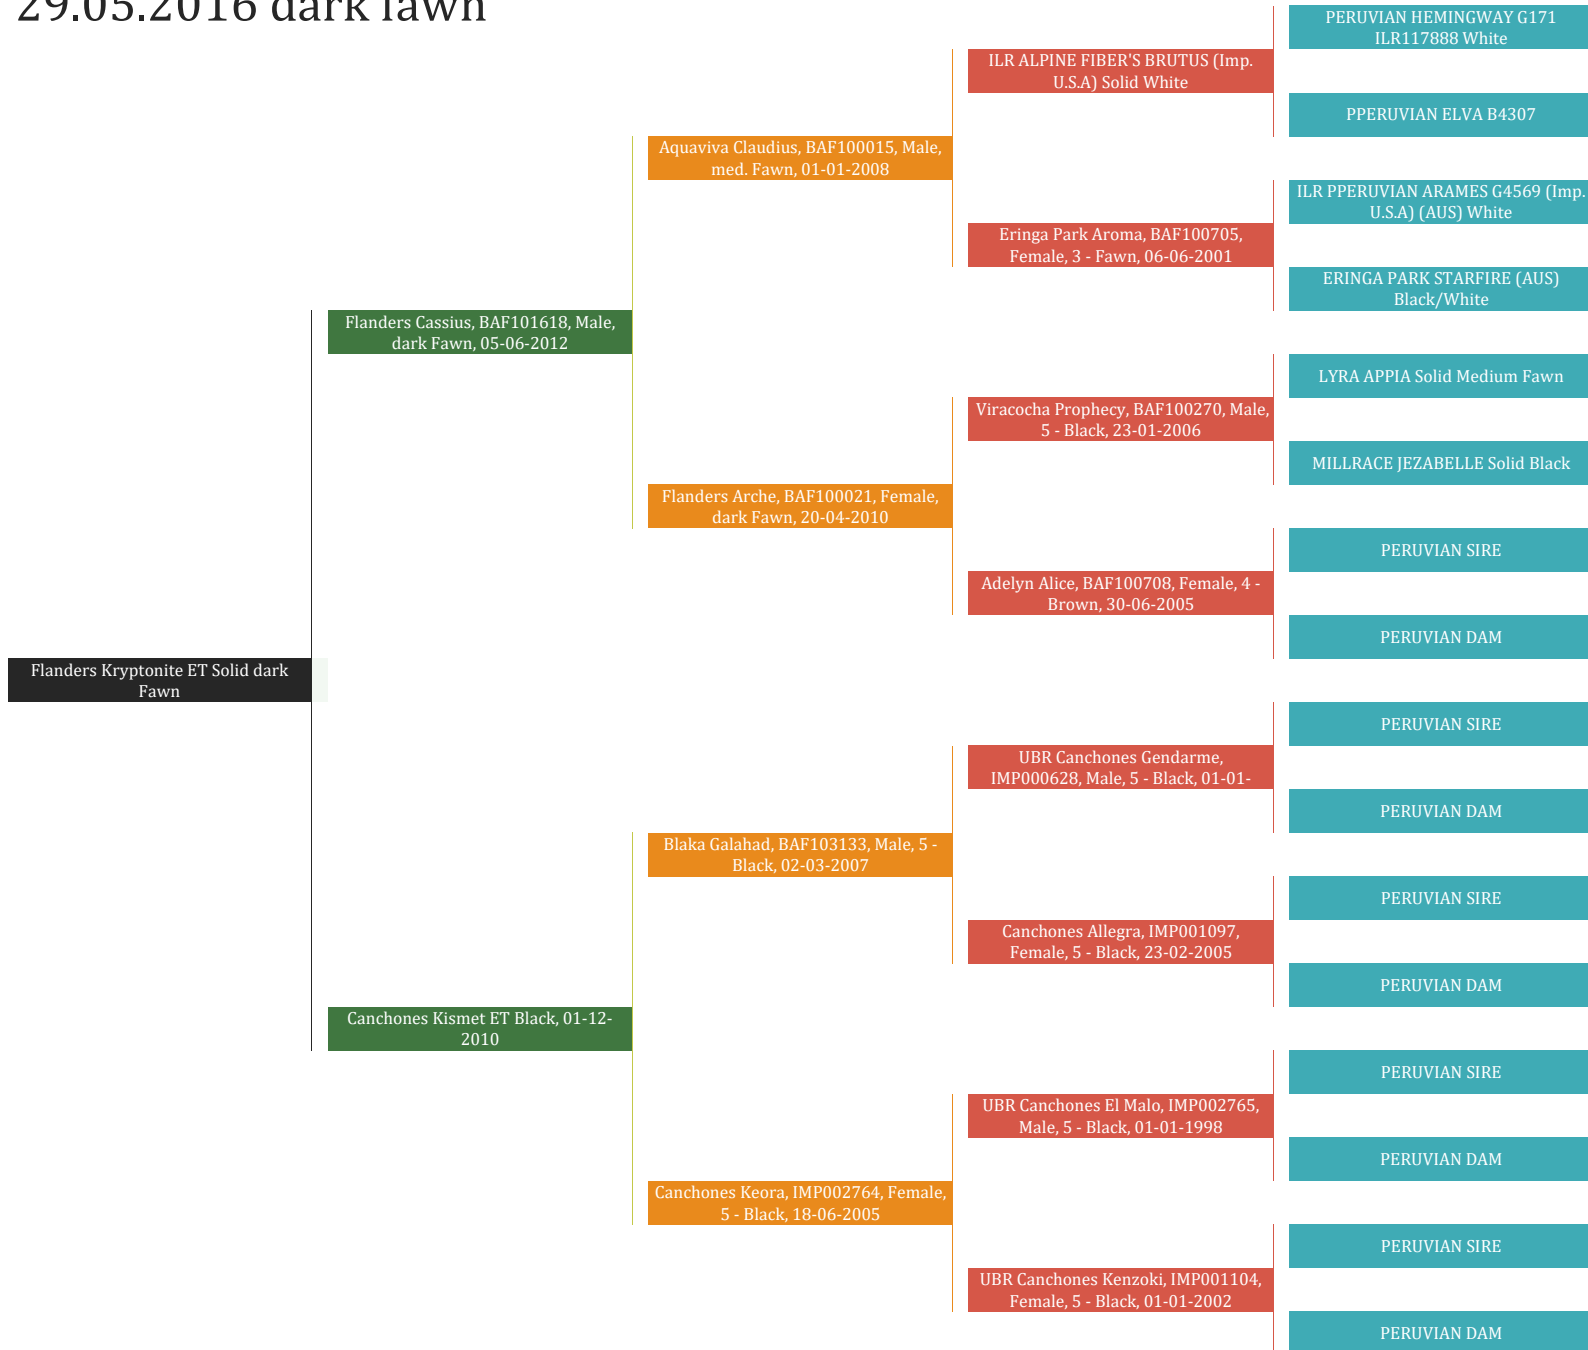 29.05.2016 dark fawn
PERUVIAN HEMINGWAY G171
ILR117888 White
ILR ALPINE FIBER'S BRUTUS (Imp.
U.S.A) Solid White
PPERUVIAN ELVA B4307
Aquaviva Claudius, BAF100015, Male,
med. Fawn, 01-01-2008
ILR PPERUVIAN ARAMES G4569 (Imp.
U.S.A) (AUS) White
Eringa Park Aroma, BAF100705,
Female, 3 - Fawn, 06-06-2001
ERINGA PARK STARFIRE (AUS)
Black/White
Flanders Cassius, BAF101618, Male,
dark Fawn, 05-06-2012
LYRA APPIA Solid Medium Fawn
Viracocha Prophecy, BAF100270, Male,
5 - Black, 23-01-2006
MILLRACE JEZABELLE Solid Black
Flanders Arche, BAF100021, Female,
dark Fawn, 20-04-2010
PERUVIAN SIRE
Adelyn Alice, BAF100708, Female, 4 -
Brown, 30-06-2005
PERUVIAN DAM
Flanders Kryptonite ET Solid dark
Fawn
PERUVIAN SIRE
UBR Canchones Gendarme,
IMP000628, Male, 5 - Black, 01-01-
PERUVIAN DAM
Blaka Galahad, BAF103133, Male, 5 -
Black, 02-03-2007
PERUVIAN SIRE
Canchones Allegra, IMP001097,
Female, 5 - Black, 23-02-2005
PERUVIAN DAM
Canchones Kismet ET Black, 01-12-
2010
PERUVIAN SIRE
UBR Canchones El Malo, IMP002765,
Male, 5 - Black, 01-01-1998
PERUVIAN DAM
Canchones Keora, IMP002764, Female,
5 - Black, 18-06-2005
PERUVIAN SIRE
UBR Canchones Kenzoki, IMP001104,
Female, 5 - Black, 01-01-2002
PERUVIAN DAM